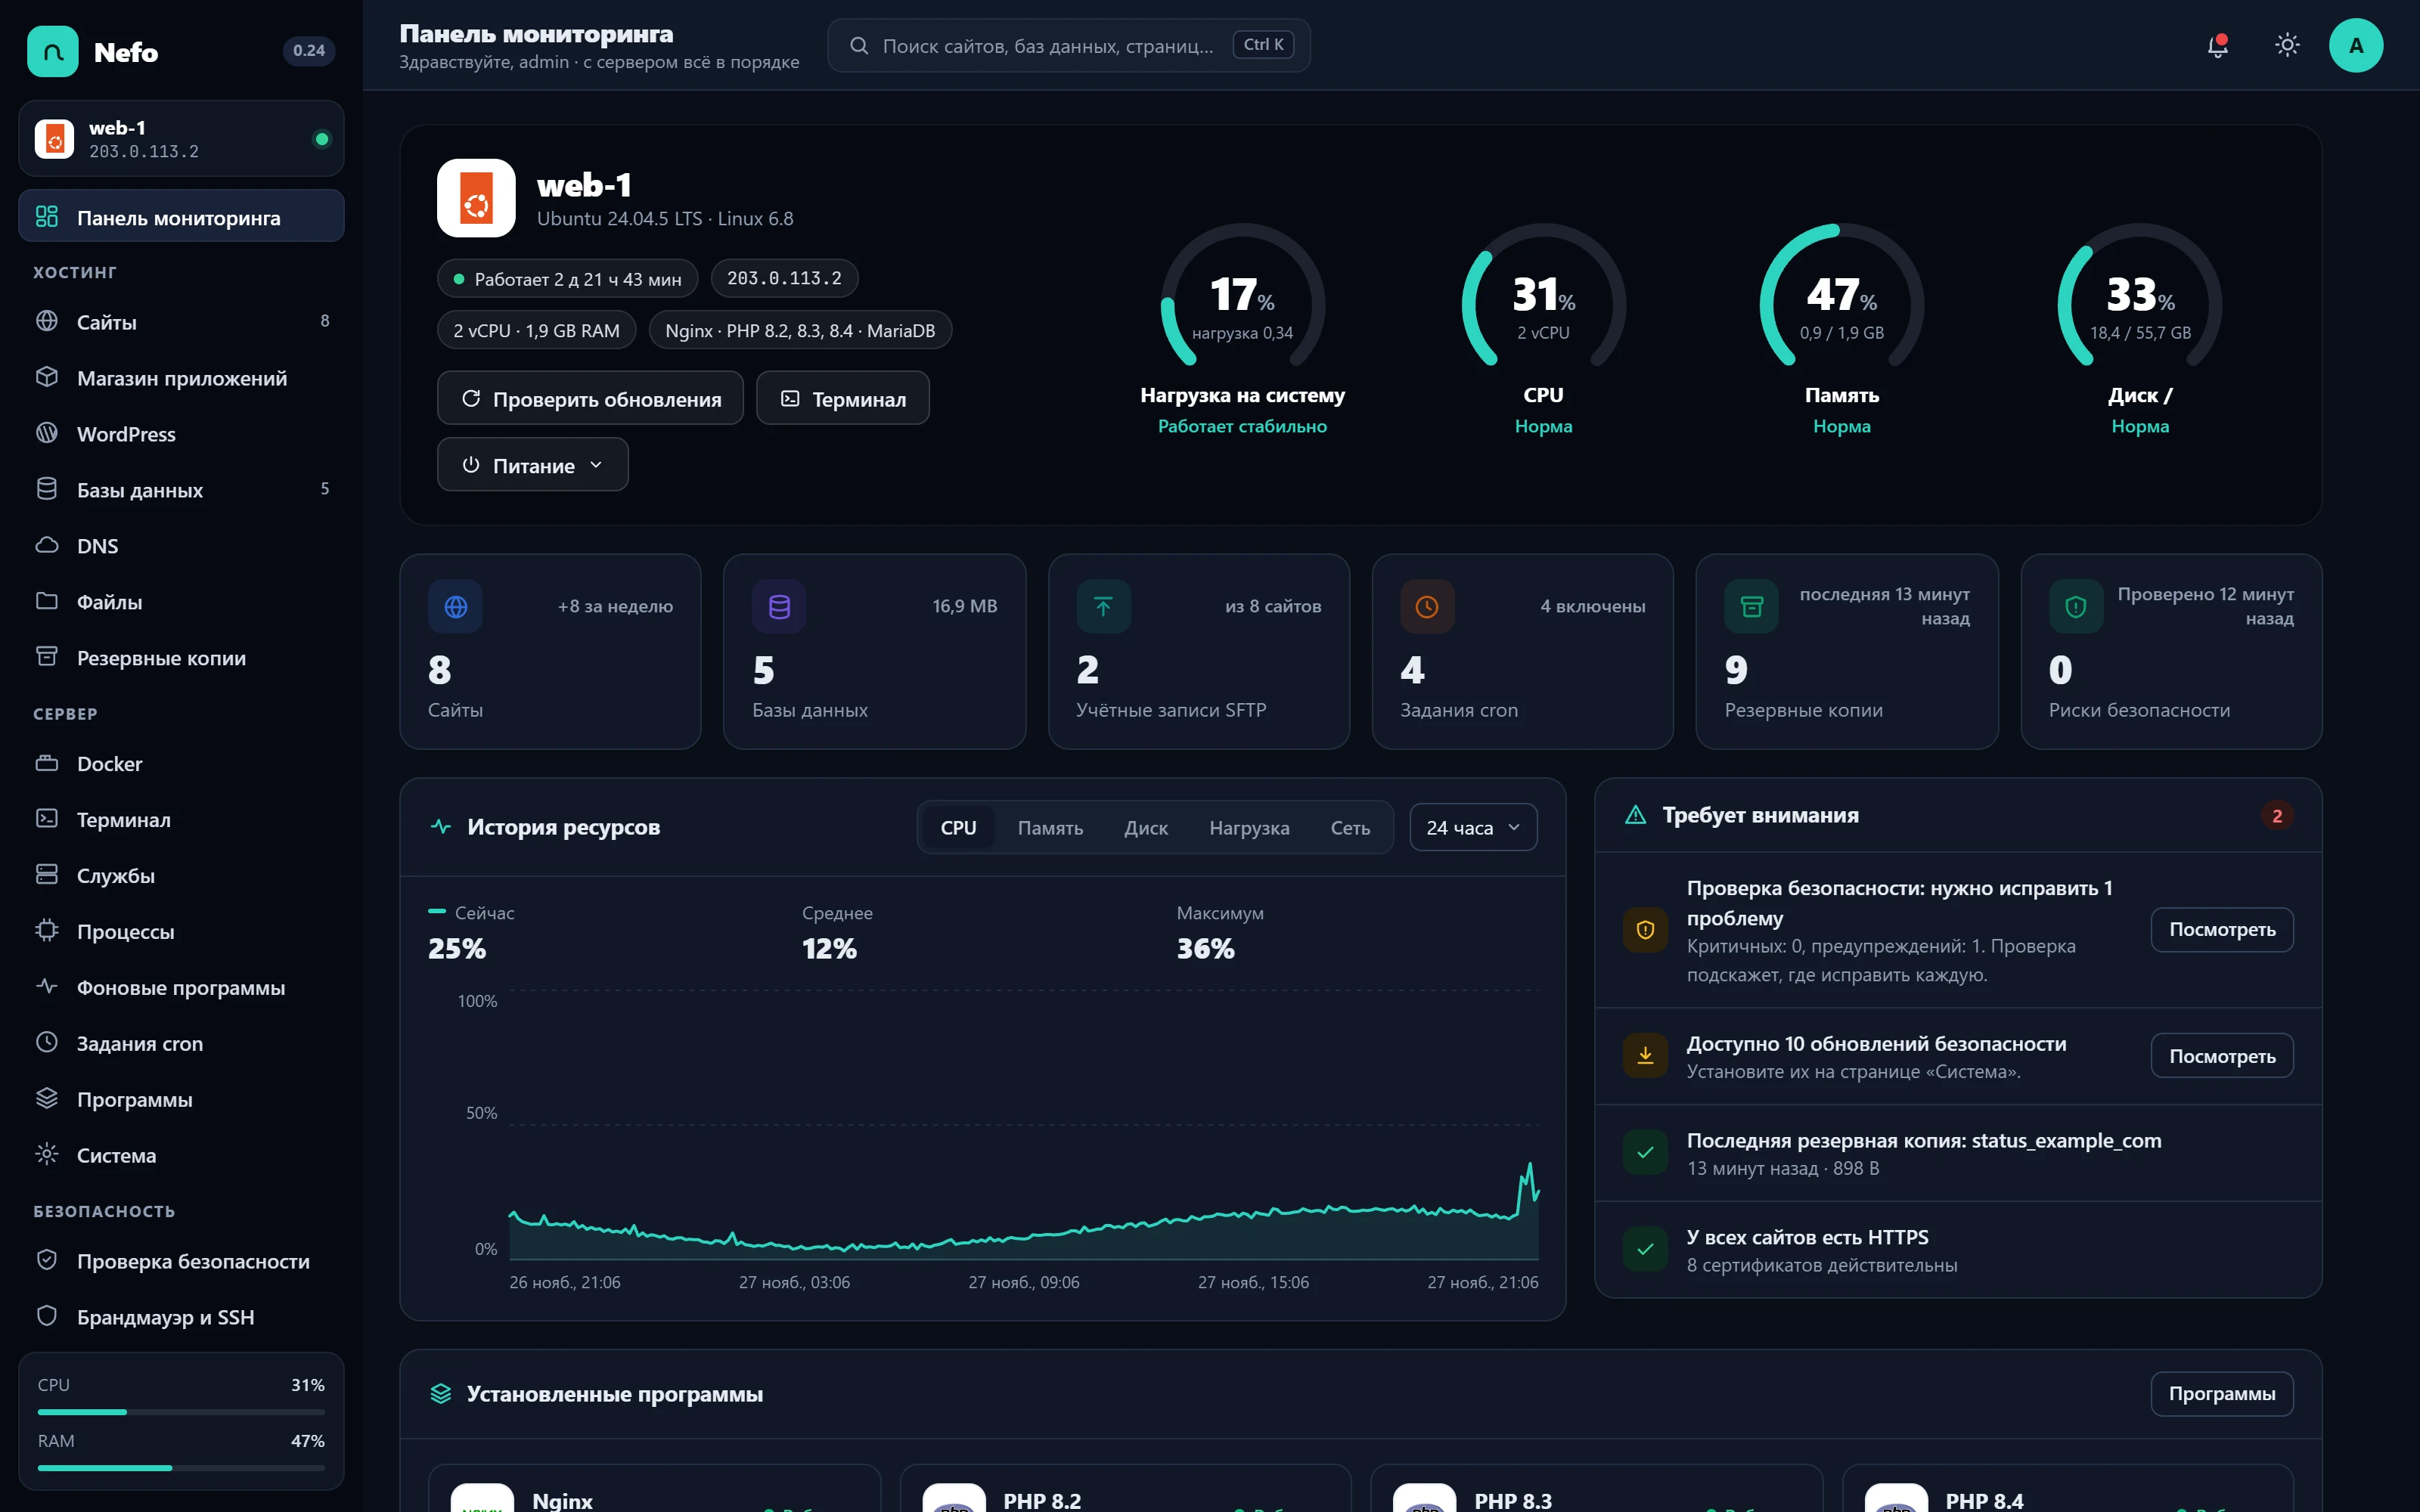 Nefo
0.24
web-1
203.0.113.2
Панель мониторинга
ХОСТИНГ
Сайты 8
Магазин приложений
WordPress
Базы данных 5
DNS
Файлы
Резервные копии
СЕРВЕР
Docker
Терминал
Службы
Процессы
Фоновые программы
Задания cron
Программы
Система
БЕЗОПАСНОСТЬ
Проверка безопасности
Брандмауэр и SSH
CPU 31%
RAM 47%
Панель мониторинга
Здравствуйте, admin · с сервером всё в порядке
Поиск сайтов, баз данных, страниц... Ctrl K
A
web-1
Ubuntu 24.04.5 LTS · Linux 6.8
Работает 2 д 21 ч 43 мин
203.0.113.2
2 vCPU · 1,9 GB RAM
Nginx · PHP 8.2, 8.3, 8.4 · MariaDB
Проверить обновления
Терминал
Питание
17%
нагрузка 0,34
Нагрузка на систему
Работает стабильно
31%
2 vCPU
CPU
Норма
47%
0,9 / 1,9 GB
Память
Норма
33%
18,4 / 55,7 GB
Диск /
Норма
+8 за неделю
8
Сайты
16,9 MB
5
Базы данных
из 8 сайтов
2
Учётные записи SFTP
4 включены
4
Задания cron
последняя 13 минут
назад
9
Резервные копии
Проверено 12 минут
назад
0
Риски безопасности
История ресурсов
CPU Память Диск Нагрузка Сеть
24 часа
Сейчас
25%
Среднее
12%
Максимум
36%
100%
50%
0%
26 нояб., 21:06 27 нояб., 03:06 27 нояб., 09:06 27 нояб., 15:06 27 нояб., 21:06
Требует внимания 2
Проверка безопасности: нужно исправить 1
проблему
Критичных: 0, предупреждений: 1. Проверка
подскажет, где исправить каждую.
Посмотреть
Доступно 10 обновлений безопасности
Установите их на странице «Система».
Посмотреть
Последняя резервная копия: status_example_com
13 минут назад · 898 B
У всех сайтов есть HTTPS
8 сертификатов действительны
Установленные программы
Программы
Nginx
PHP 8.2
PHP 8.3
PHP 8.4